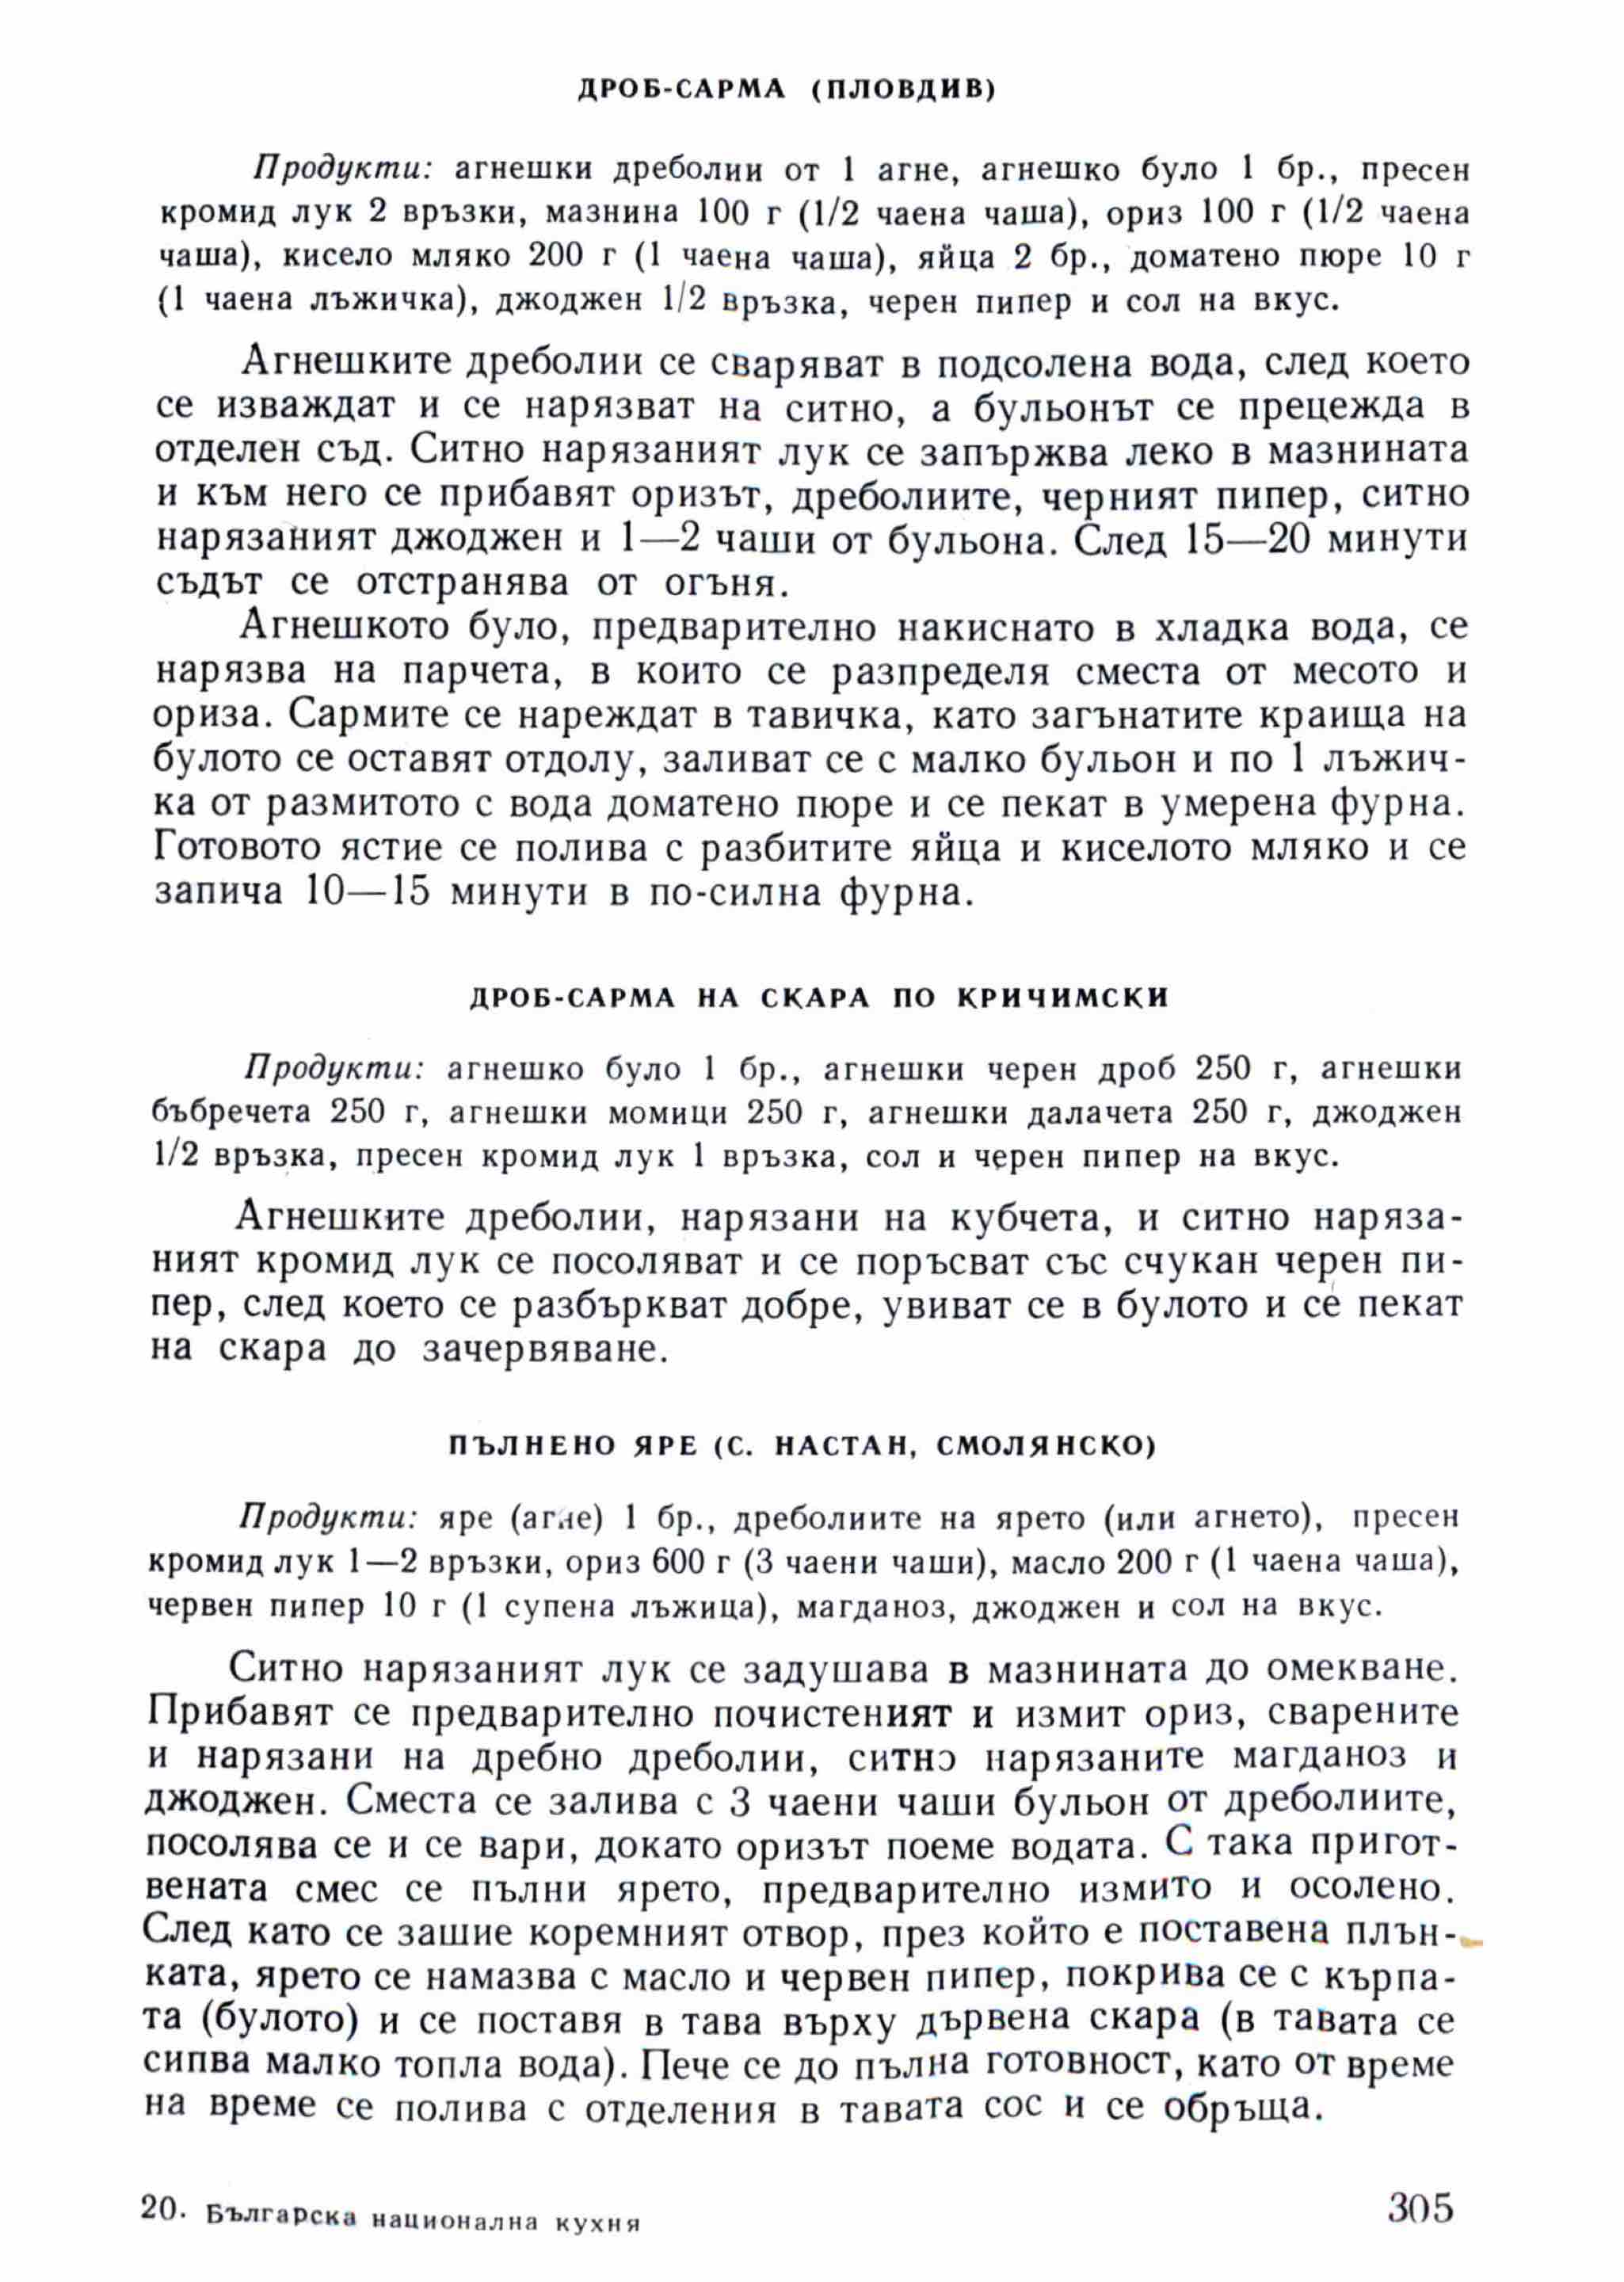 ДРОБ-САРМА (ПЛОВДИВ)
Продукти: агнешки дреболии от 1 агне, агнешко було 1 бр., пресен
кромид лук 2 връзки, мазнина 100 г (1/2 чаена чаша), ориз 100 г (1/2 чаена
чаша), кисело мляко 200 г (1 чаена чаша), яйца 2 бр., доматено пюре 10 г
(1 чаена лъжичка), джоджен 1/2 връзка, черен пипер и сол на вкус.
Агнешките дреболии се сваряват в подсолена вода, след което
се изваждат и се нарязват на ситно, а бульонът се прецежда в
отделен съд. Ситно нарязаният лук се запържва леко в мазнината
и към него се прибавят оризът, дреболиите, черният пипер, ситно
нарязаният джоджен и 1—2 чаши от бульона. След 15—20 минути
съдът се отстранява от огъня.
Агнешкото було, предварително накиснато в хладка вода, се
нарязва на парчета, в които се разпределя сместа от месото и
ориза. Сармите се нареждат в тавичка, като загънатите краища на
булото се оставят отдолу, заливат се с малко бульон и по 1 лъжич-
ка от размитото с вода доматено пюре и се пекат в умерена фурна.
Готовото ястие се полива с разбитите яйца и киселото мляко и се
запича 10—15 минути в по-силна фурна.
ДРОБ-САРМА НА СКАРА ПО КРИЧИМСКИ
Продукти: агнешко було 1 бр., агнешки черен дроб 250 г, агнешки
бъбречета 250 г, агнешки момици 250 г, агнешки далачета 250 г, джоджен
1/2 връзка, пресен кромид лук 1 връзка, сол и черен пипер на вкус.
Агнешките дреболии, нарязани на кубчета, и ситно наряза-
ният кромид лук се посоляват и се поръсват със счукан черен пи-
пер, след което се разбъркват добре, увиват се в булото и се пекат
на скара до зачервяване.
ПЪЛНЕНО ЯРЕ (С. НАСТАН, СМОЛЯНСКО)
Продукти: яре (агне) 1 бр., дреболиите на ярето (или агнето), пресен
кромид лук 1—2 връзки, ориз 600 г (3 чаени чаши), масло 200 г (1 чаена чаша),
червен пипер 10 г (1 супена лъжица), магданоз, джоджен и сол на вкус.
Ситно нарязаният лук се задушава в мазнината до омекване.
Прибавят се предварително почистеният и измит ориз, сварените
и нарязани на дребно дреболии, ситно нарязаните магданоз и
джоджен. Сместа се залива с 3 чаени чаши бульон от дреболиите,
посолява се и се вари, докато оризът поеме водата. С така пригот-
вената смес се пълни ярето, предварително измито и осолено.
След като се зашие коремният отвор, през който е поставена плън-
ката, ярето се намазва с масло и червен пипер, покрива се с кърпа-
та (булото) и се поставя в тава върху дървена скара (в тавата се
сипва малко топла вода). Пече се до пълна готовност, като от време
на време се полива с отделения в тавата сос и се обръща.
20. Българска национална кухня
305